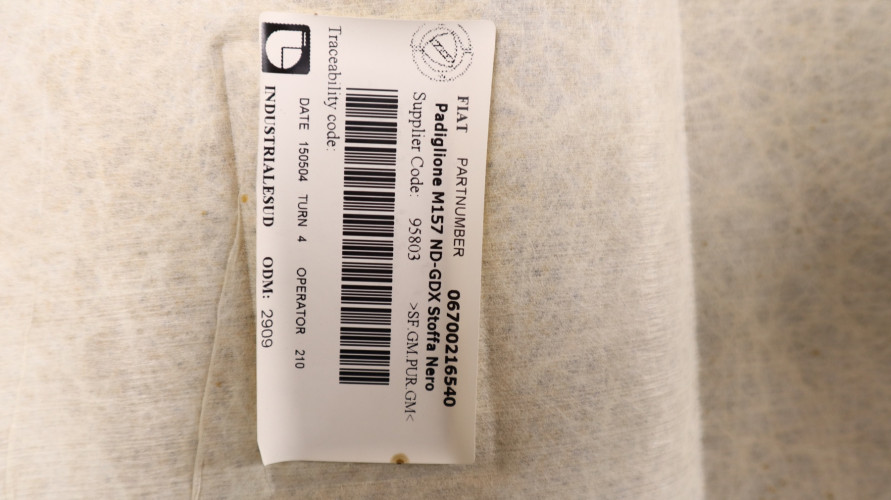 FIAT PARTNUMBER 06700216540
Padiglione M157 ND-GDX Stoffa Nero
Supplier Code: 95803 >SF.GM.PUR.GM<
Traceability code:
DATE 150504 TURN 4 OPERATOR 210
INDUSTRIALESUD ODM: 2909